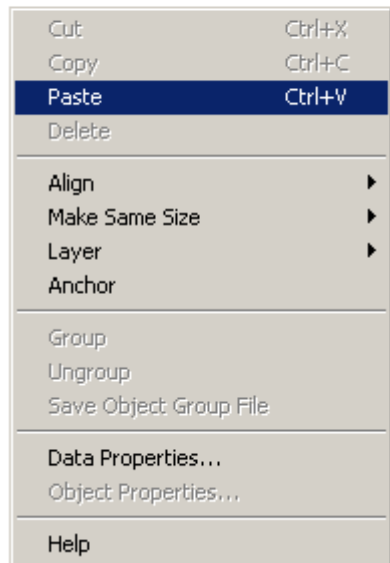 Cut Ctrl+X
Copy Ctrl+C
Paste Ctrl+V
Delete
Align
Make Same Size
Layer
Anchor
Group
Ungroup
Save Object Group File
Data Properties...
Object Properties...
Help